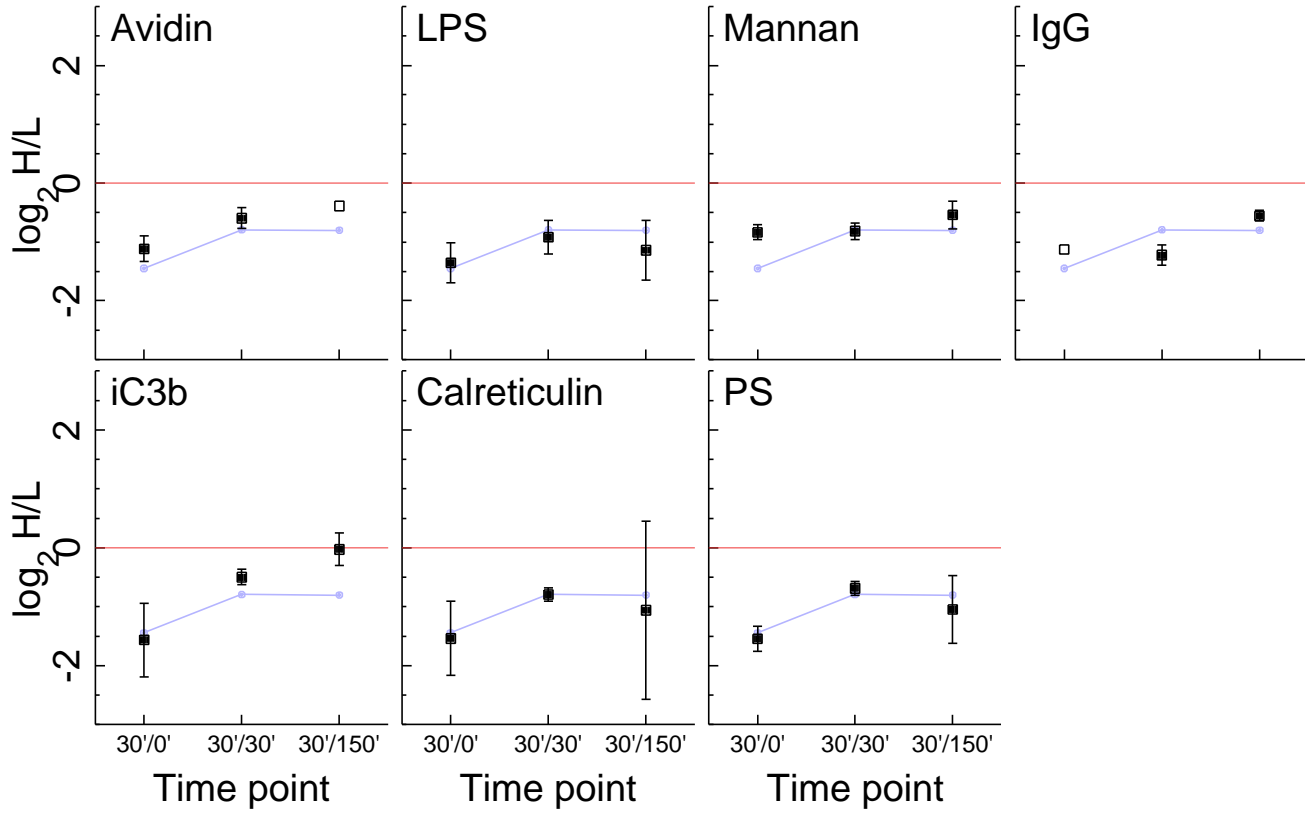 Avidin
LPS
Mannan
IgG
2
0
-2
log2 H/L
iC3b
Calreticulin
PS
2
0
-2
log2 H/L
30'/0' 30'/30' 30'/150'
30'/0' 30'/30' 30'/150'
30'/0' 30'/30' 30'/150'
Time point
Time point
Time point